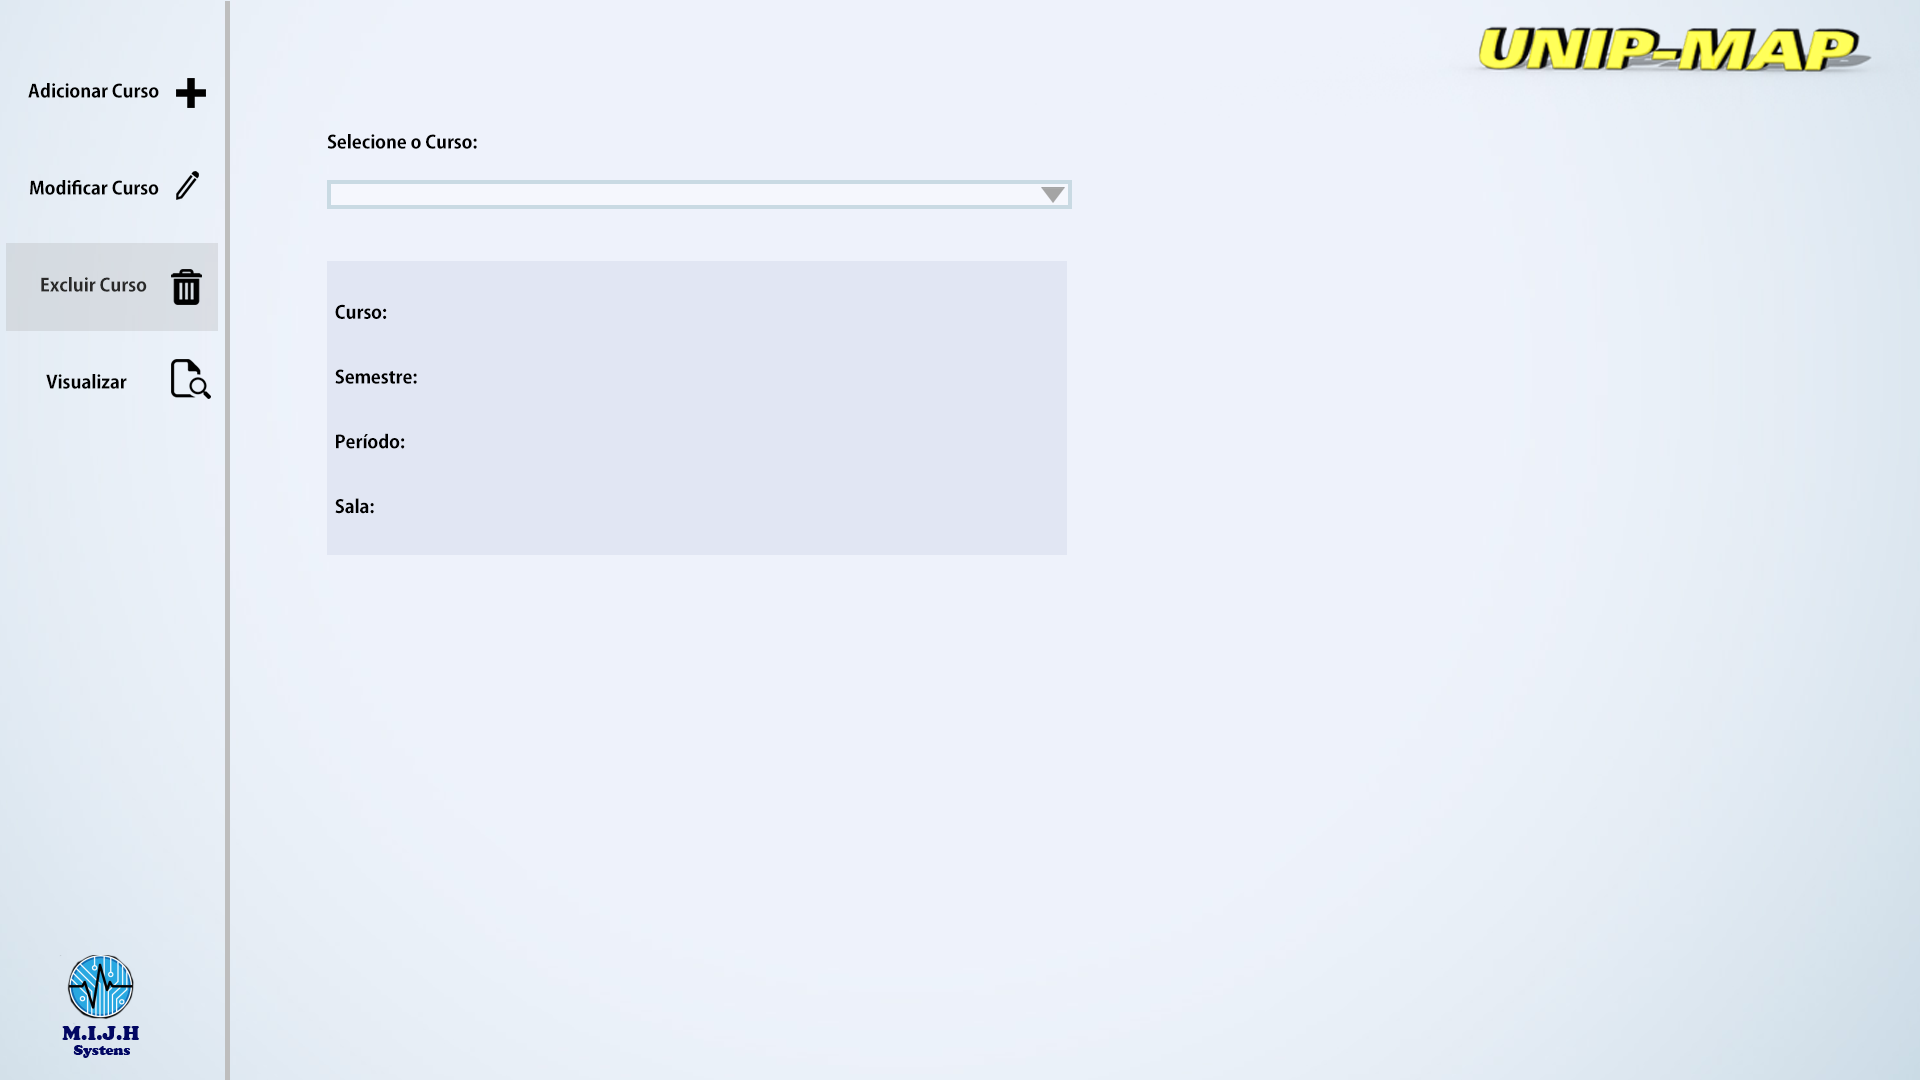 UNIP-MAP
Adicionar Curso
Modificar Curso
Excluir Curso
Visualizar
Selecione o Curso:
Curso:
Semestre:
Período:
Sala:
M.I.J.H
Systens